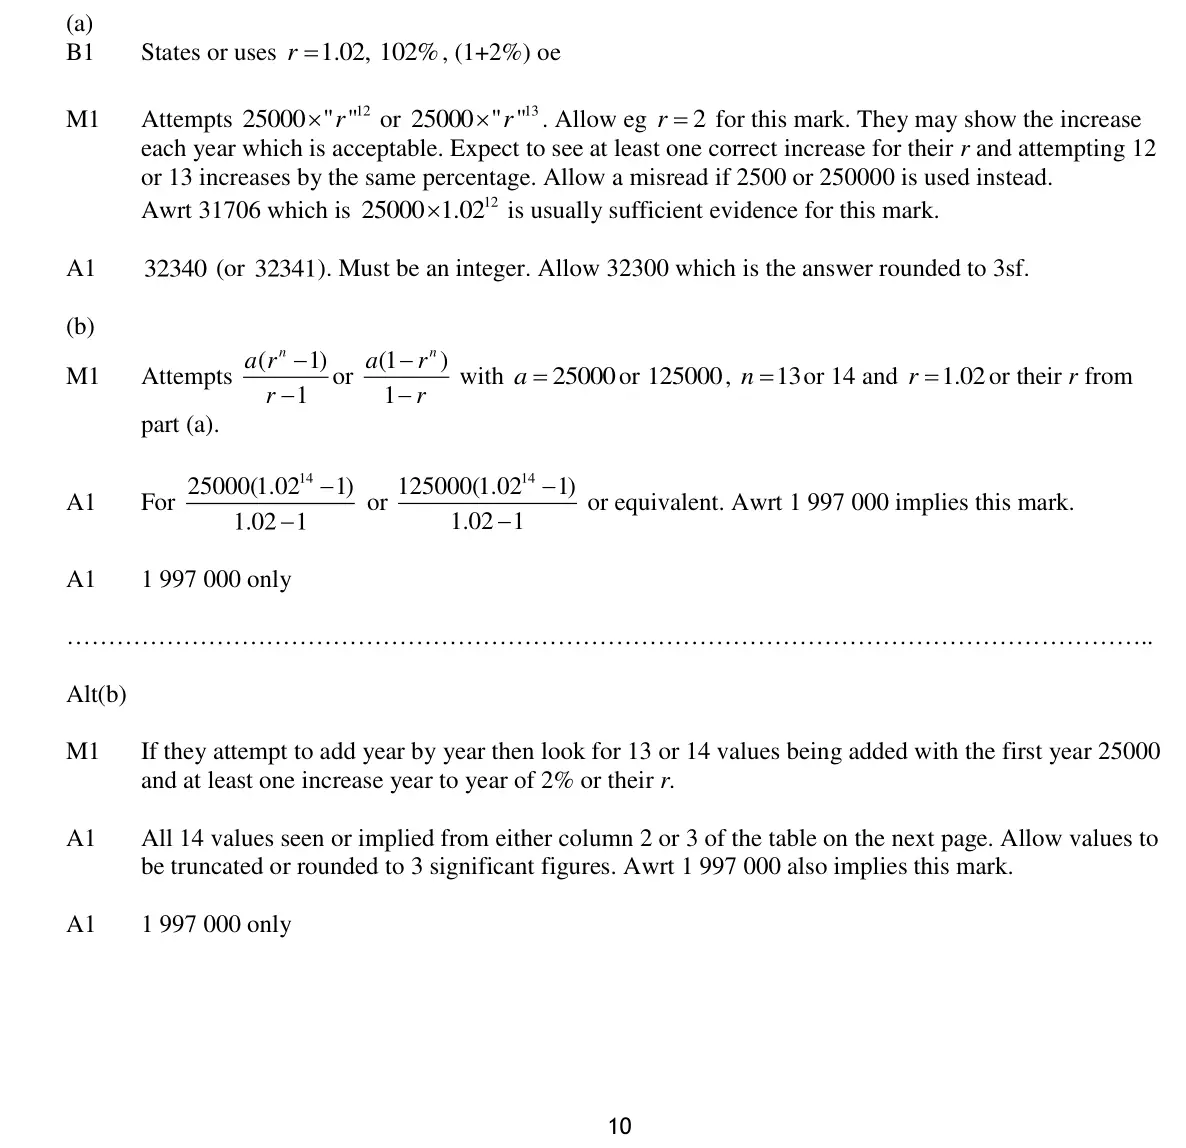 (a)
B1 States or uses r = 1.02, 102% , (1+2%) oe
M1 Attempts 25000×"r"¹² or 25000×"r"¹³ . Allow eg r = 2 for this mark. They may show the increase
each year which is acceptable. Expect to see at least one correct increase for their r and attempting 12
or 13 increases by the same percentage. Allow a misread if 2500 or 250000 is used instead.
Awrt 31706 which is 25000×1.02¹² is usually sufficient evidence for this mark.
A1 32340 (or 32341). Must be an integer. Allow 32300 which is the answer rounded to 3sf.
(b)
M1 Attempts a(rⁿ −1)/(r −1) or a(1− rⁿ)/(1− r) with a = 25000 or 125000, n =13 or 14 and r =1.02 or their r from
part (a).
A1 For 25000(1.02¹⁴ −1)/(1.02 −1) or 125000(1.02¹⁴ −1)/(1.02 −1) or equivalent. Awrt 1 997 000 implies this mark.
A1 1 997 000 only
…………………………………………………………………………………………………………………..
Alt(b)
M1 If they attempt to add year by year then look for 13 or 14 values being added with the first year 25000
and at least one increase year to year of 2% or their r.
A1 All 14 values seen or implied from either column 2 or 3 of the table on the next page. Allow values to
be truncated or rounded to 3 significant figures. Awrt 1 997 000 also implies this mark.
A1 1 997 000 only
10